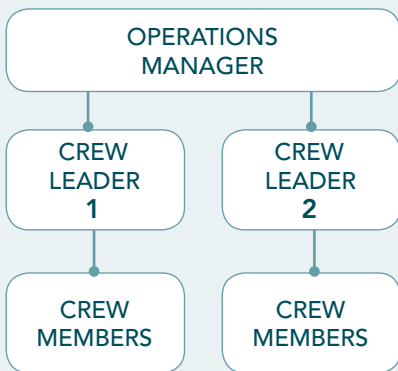 OPERATIONS
MANAGER
CREW
LEADER
1
CREW
LEADER
2
CREW
MEMBERS
CREW
MEMBERS